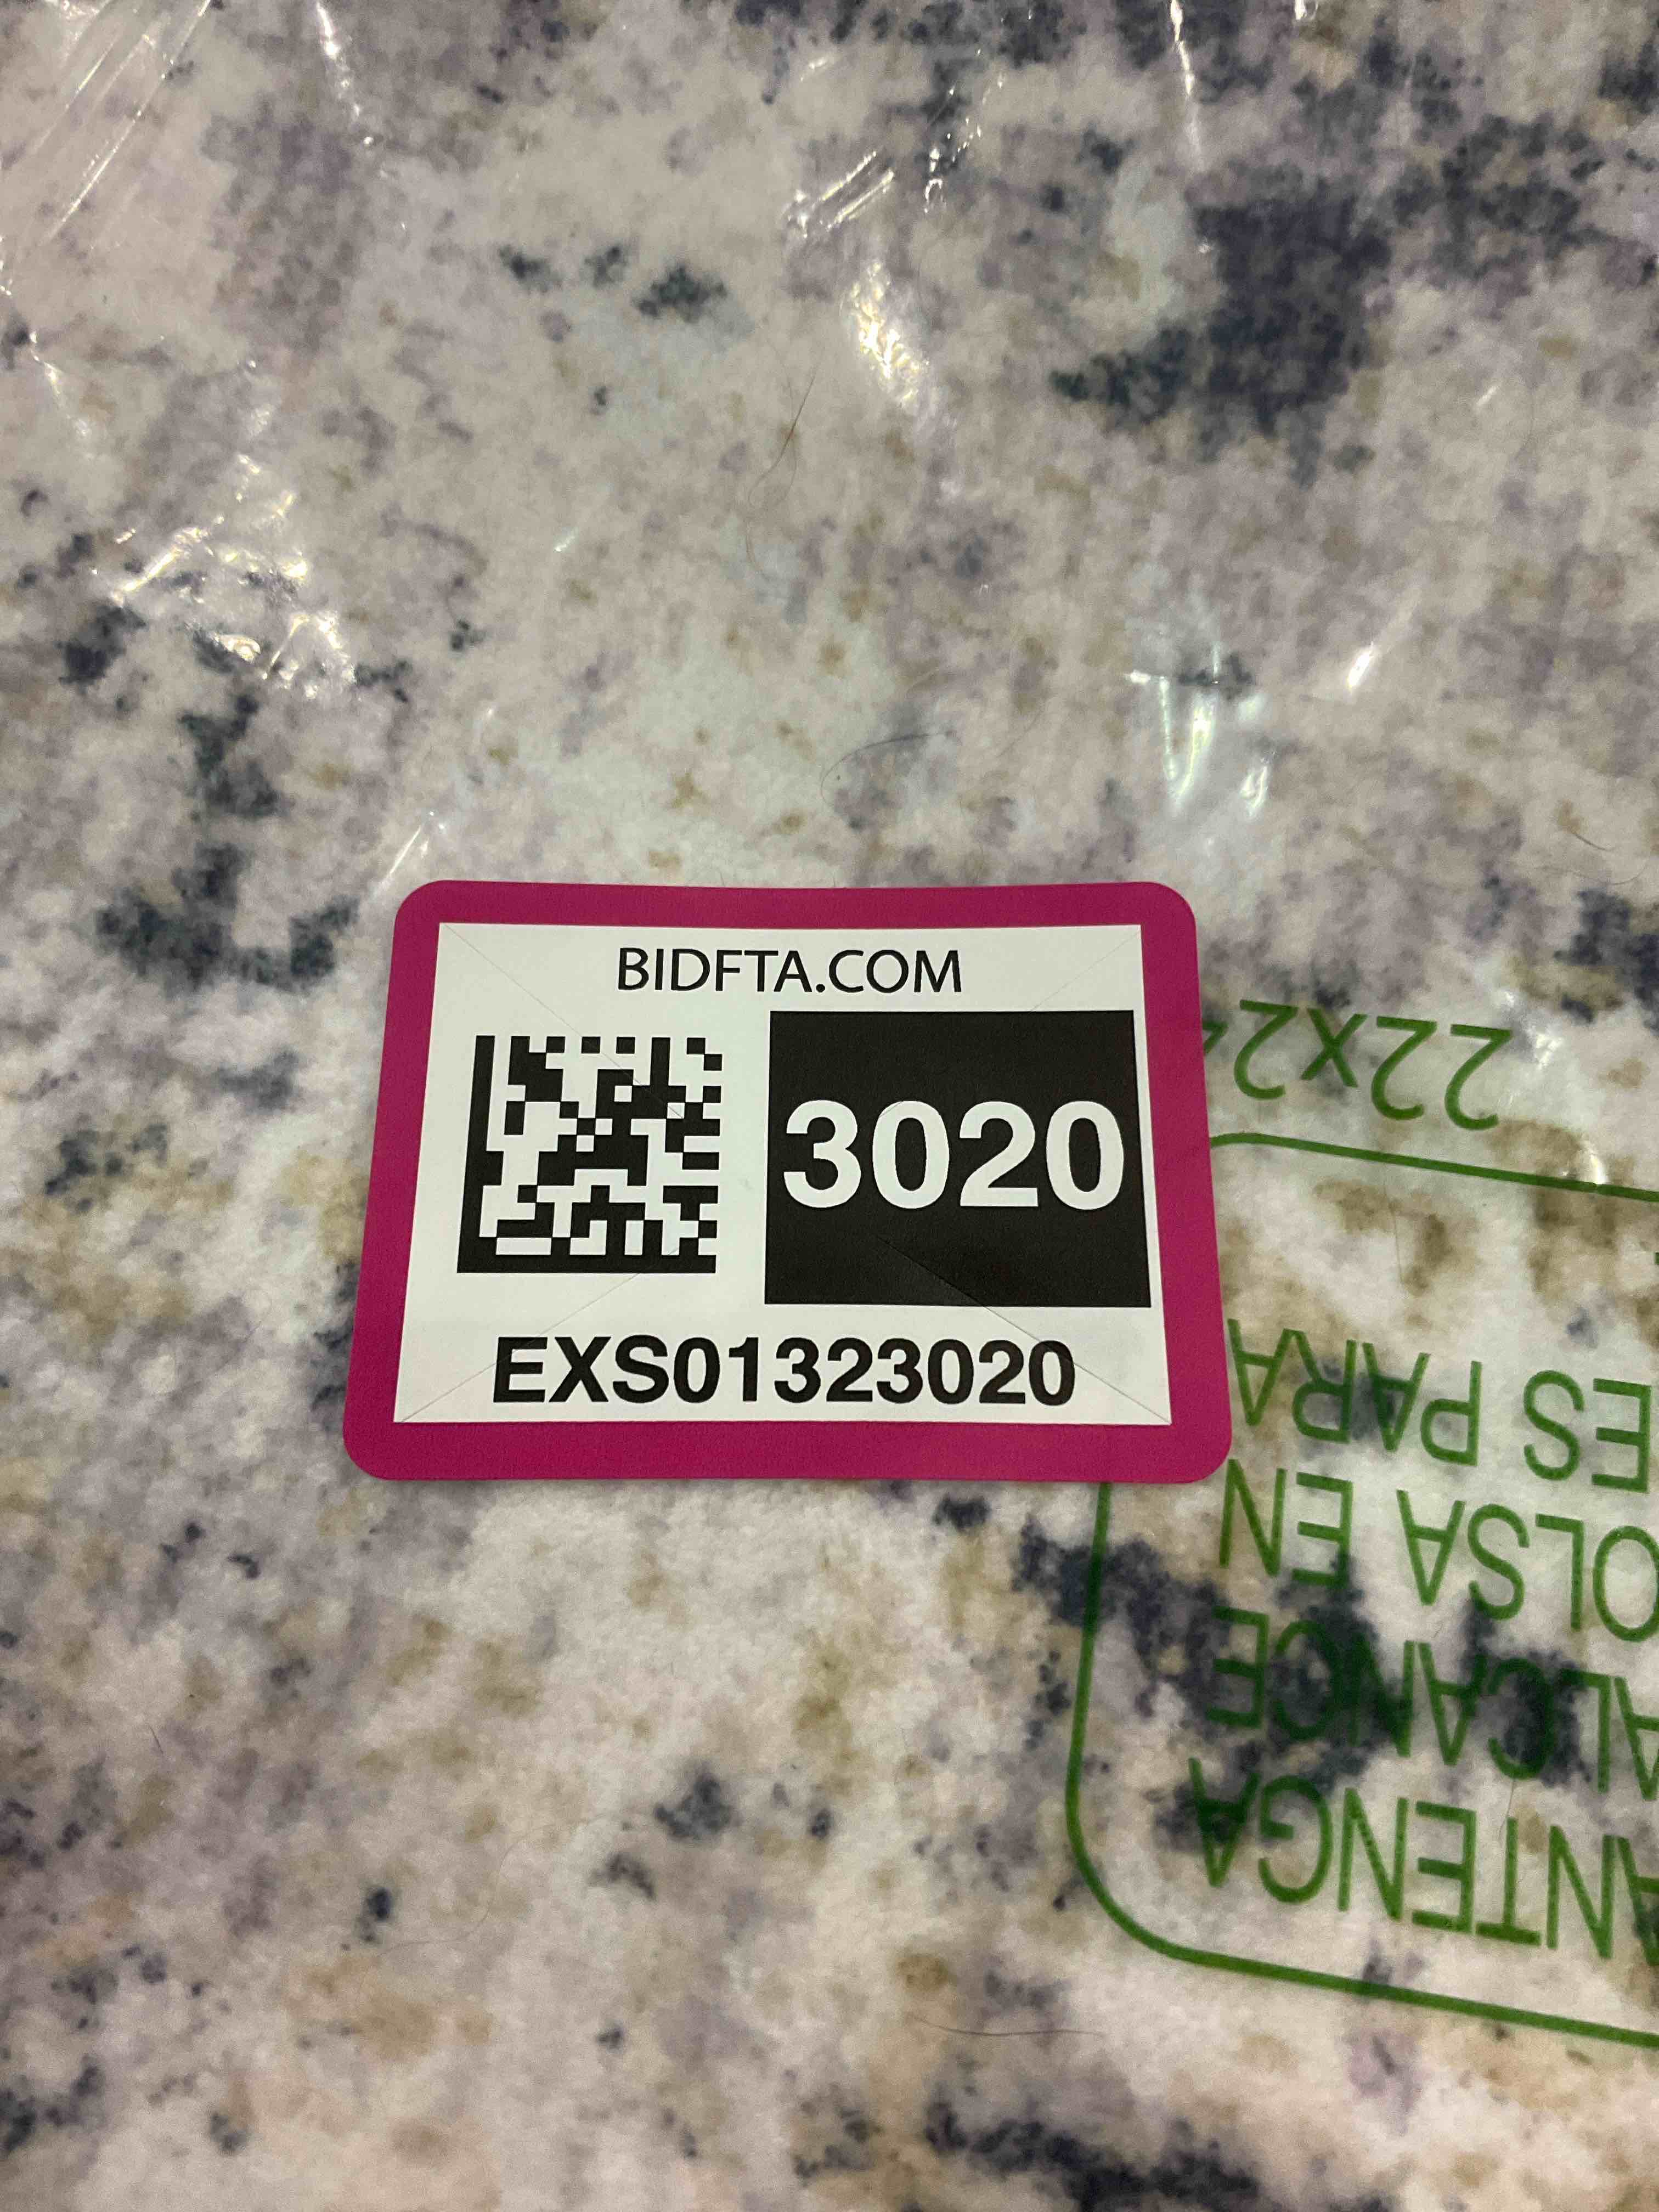 BIDFTA.COM
3020
EXS01323020
22x2
ANTENGA
ALCANCE
OLSA EN
ES PARA